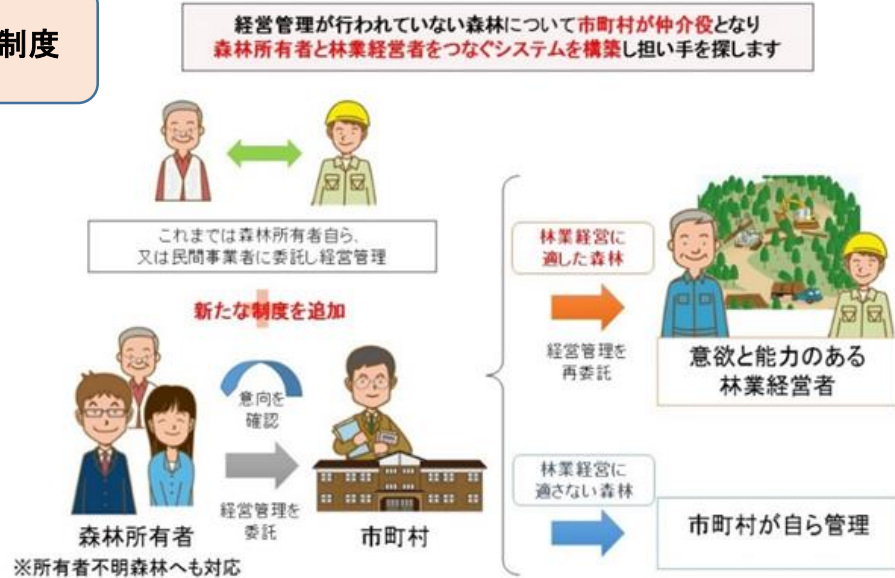 制度
経営管理が行われていない森林について市町村が仲介役となり
森林所有者と林業経営者をつなぐシステムを構築し担い手を探します
これまでは森林所有者自ら、
又は民間事業者に委託し経営管理
新たな制度を追加
意向を
確認
経営管理を
委託
森林所有者
市町村
※所有者不明森林へも対応
林業経営に
適した森林
経営管理を
再委託
意欲と能力のある
林業経営者
林業経営に
適さない森林
市町村が自ら管理